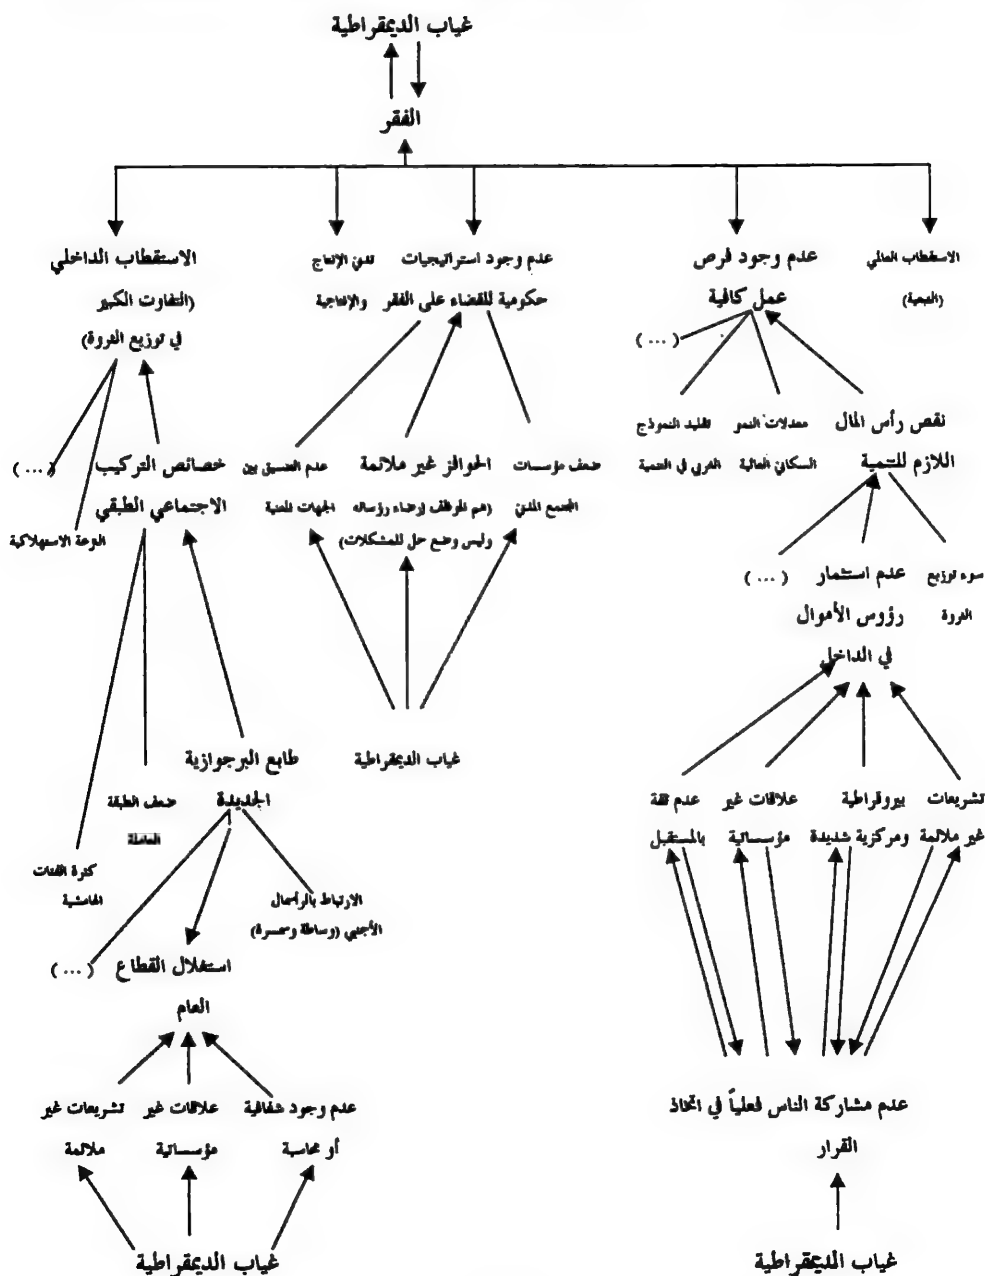 غياب الديمقراطية
الفقر
الاستقطاب العالمي
(التبعية)
عدم وجود فرص
عمل كافية
عدم وجود استراتيجيات
حكومية للقضاء على الفقر
تدني الإنتاج
والإنتاجية
الاستقطاب الداخلي
(التفاوت الكبير
في توزيع الثروة)
نقص رأس المال
اللازم للتنمية
معدلات النمو
السكاني العالية
تقليد النموذج
الغربي في التنمية
(...)
ضعف مؤسسات
المجتمع المدني
الحوافز غير ملائمة
(هم الموظف إرضاء رؤسائه
وليس وضع حل للمشكلات)
عدم التنسيق بين
الجهات المعنية
خصائص التركيب
الاجتماعي الطبقي
(...)
النزعة الاستهلاكية
سوء توزيع
الثروة
عدم استثمار
رؤوس الأموال
في الداخل
(...)
غياب الديمقراطية
طابع البرجوازية
الجديدة
ضعف الطبقة
العاملة
كثرة الفئات
الهامشية
تشريعات
غير ملائمة
بيروقراطية
ومركزية شديدة
علاقات غير
مؤسساتية
عدم ثقة
بالمستقبل
الارتباط بالرأسمال
الأجنبي (وساطة وسمسرة)
استغلال القطاع
العام
(...)
عدم وجود شفافية
أو محاسبة
علاقات غير
مؤسساتية
تشريعات غير
ملائمة
عدم مشاركة الناس فعلياً في اتخاذ
القرار
غياب الديمقراطية
غياب الديمقراطية